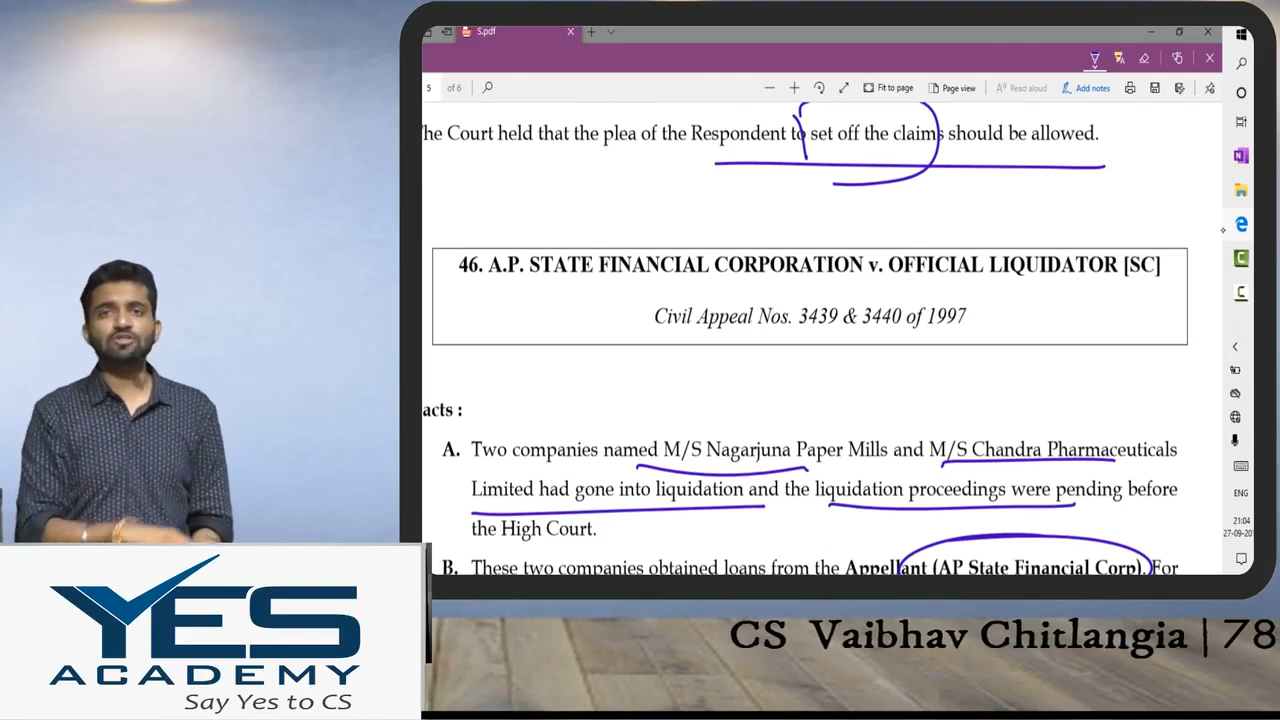 S.pdf
5 of 6
Fit to page
Page view
Read aloud
Add notes
he Court held that the plea of the Respondent to set off the claims should be allowed.
46. A.P. STATE FINANCIAL CORPORATION v. OFFICIAL LIQUIDATOR [SC]
Civil Appeal Nos. 3439 & 3440 of 1997
acts :
A. Two companies named M/S Nagarjuna Paper Mills and M/S Chandra Pharmaceuticals
Limited had gone into liquidation and the liquidation proceedings were pending before
the High Court.
B. These two companies obtained loans from the Appellant (AP State Financial Corp). For
ENG
21:04
27-09-20
YES
ACADEMY
Say Yes to CS
CS Vaibhav Chitlangia | 78